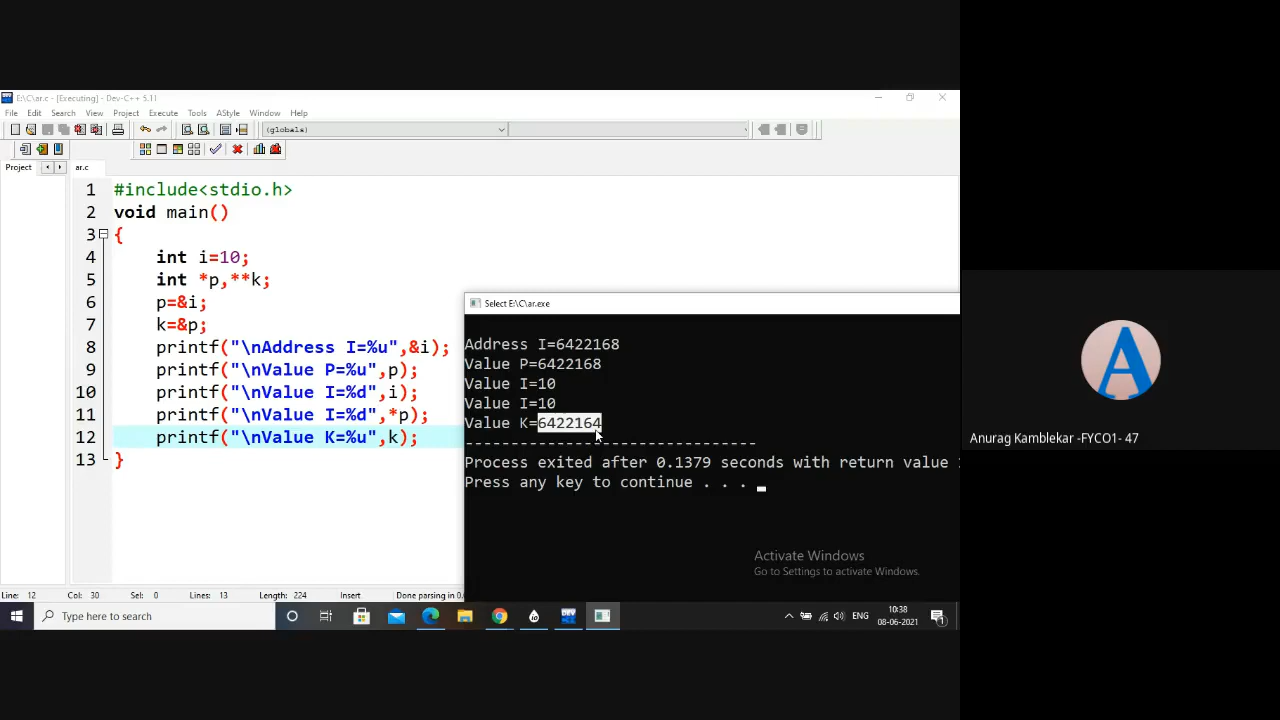 E:\C\ar.c - [Executing] - Dev-C++ 5.11
File Edit Search View Project Execute Tools AStyle Window Help
(globals)
Project ar.c
1 #include<stdio.h>
2 void main()
3 {
4 int i=10;
5 int *p,**k;
6 p=&i;
7 k=&p;
8 printf("\nAddress I=%u",&i);
9 printf("\nValue P=%u",p);
10 printf("\nValue I=%d",i);
11 printf("\nValue I=%d",*p);
12 printf("\nValue K=%u",k);
13 }
Select E:\C\ar.exe
Address I=6422168
Value P=6422168
Value I=10
Value I=10
Value K=6422164
--------------------------------
Process exited after 0.1379 seconds with return value
Press any key to continue . . .
Activate Windows
Go to Settings to activate Windows.
Line: 12 Col: 30 Sel: 0 Lines: 13 Length: 224 Insert Done parsing in 0.
Type here to search
ENG
10:38
08-06-2021
1
A
Anurag Kamblekar -FYCO1- 47